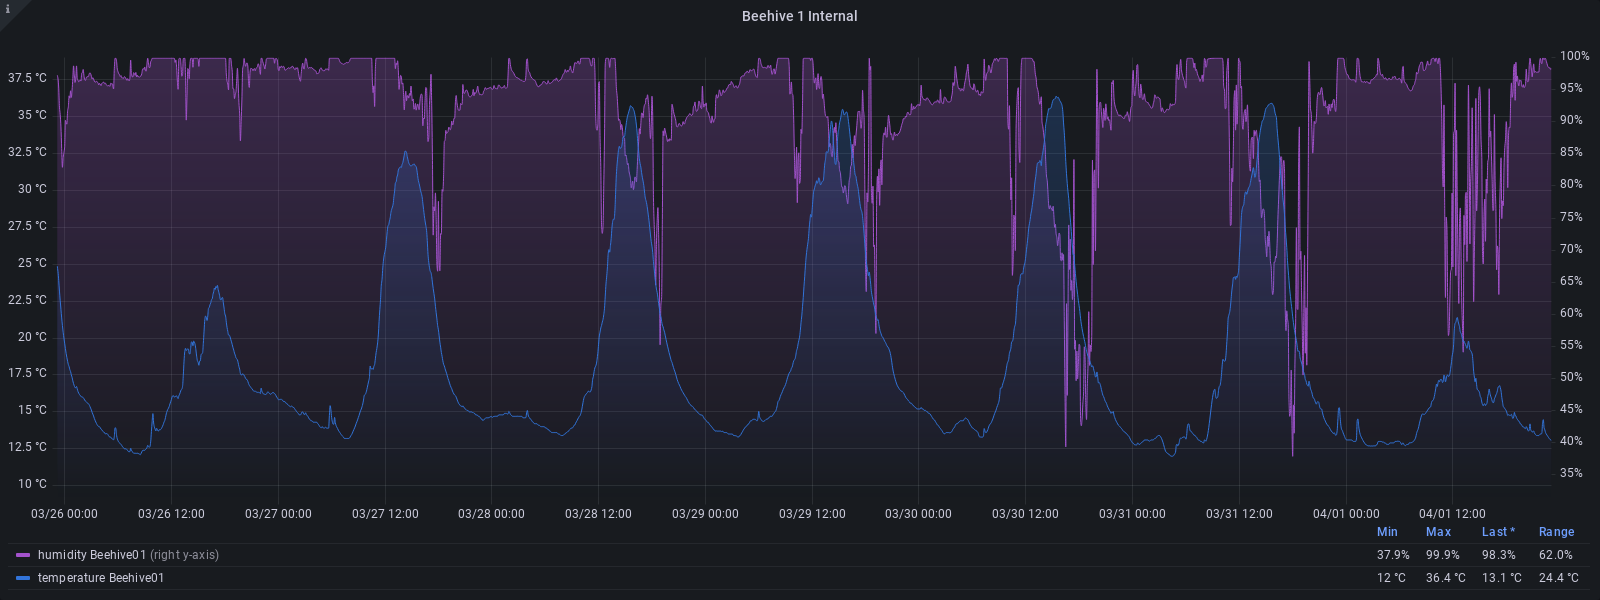 i
Beehive 1 Internal
37.5 °C
35 °C
32.5 °C
30 °C
27.5 °C
25 °C
22.5 °C
20 °C
17.5 °C
15 °C
12.5 °C
10 °C
100%
95%
90%
85%
80%
75%
70%
65%
60%
55%
50%
45%
40%
35%
03/26 00:00 03/26 12:00 03/27 00:00 03/27 12:00 03/28 00:00 03/28 12:00 03/29 00:00 03/29 12:00 03/30 00:00 03/30 12:00 03/31 00:00 03/31 12:00 04/01 00:00 04/01 12:00
Min Max Last * Range
humidity Beehive01 (right y-axis) 37.9% 99.9% 98.3% 62.0%
temperature Beehive01 12 °C 36.4 °C 13.1 °C 24.4 °C